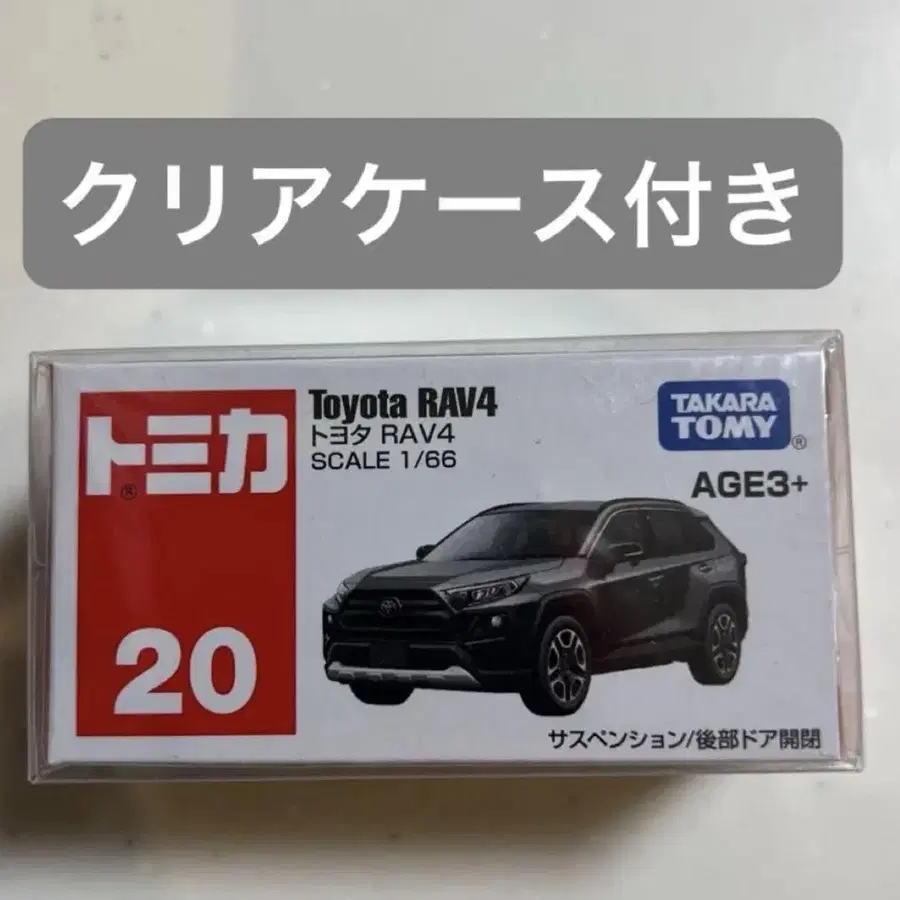 クリアケース付き
トミカ
®
20
Toyota RAV4
トヨタ RAV4
SCALE 1/66
TAKARA
TOMY
®
AGE3+
サスペンション/後部ドア開閉